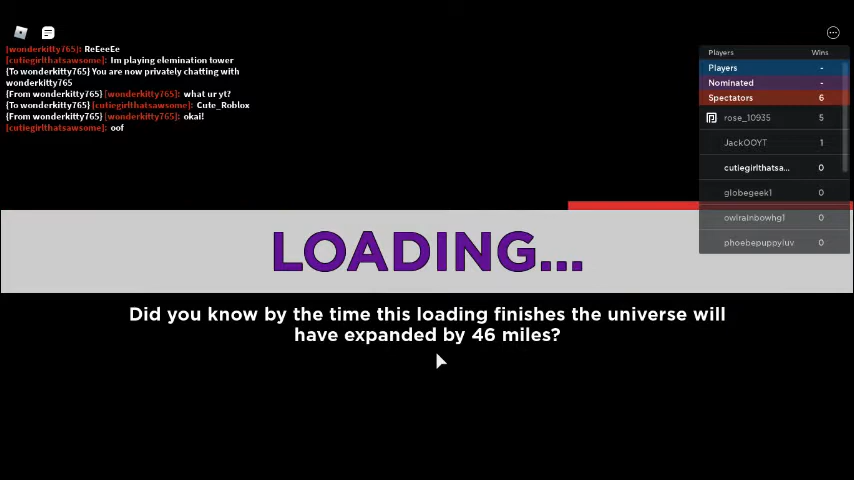 [wonderkitty765]: ReEeeEe
[cutiegirlthatsawsome]: Im playing elemination tower
{To wonderkitty765} You are now privately chatting with
wonderkitty765
{From wonderkitty765} [wonderkitty765]: what ur yt?
{To wonderkitty765} [cutiegirlthatsawsome]: Cute_Roblox
{From wonderkitty765} [wonderkitty765]: okai!
[cutiegirlthatsawsome]: oof
Players Wins
Players -
Nominated -
Spectators 6
rose_10935 5
JackOOYT 1
cutiegirlthatsa... 0
globegeek1 0
owlrainbowhg1 0
phoebepuppyluv 0
LOADING...
Did you know by the time this loading finishes the universe will
have expanded by 46 miles?